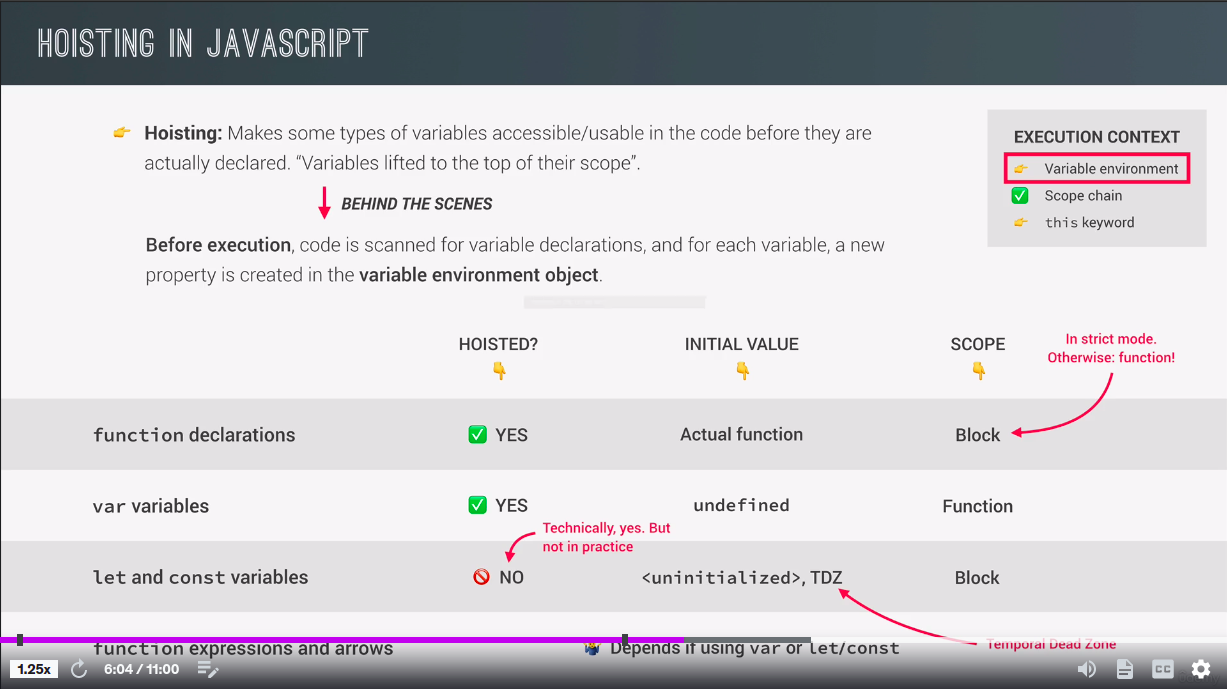 HOISTING IN JAVASCRIPT
Hoisting: Makes some types of variables accessible/usable in the code before they are
actually declared. “Variables lifted to the top of their scope”.
BEHIND THE SCENES
Before execution, code is scanned for variable declarations, and for each variable, a new
property is created in the variable environment object.
EXECUTION CONTEXT
Variable environment
Scope chain
this keyword
HOISTED?
INITIAL VALUE
SCOPE
In strict mode.
Otherwise: function!
function declarations
YES
Actual function
Block
var variables
YES
undefined
Function
Technically, yes. But
not in practice
let and const variables
NO
<uninitialized>, TDZ
Block
Temporal Dead Zone
function expressions and arrows
Depends if using var or let/const
1.25x
6:04 / 11:00
CC